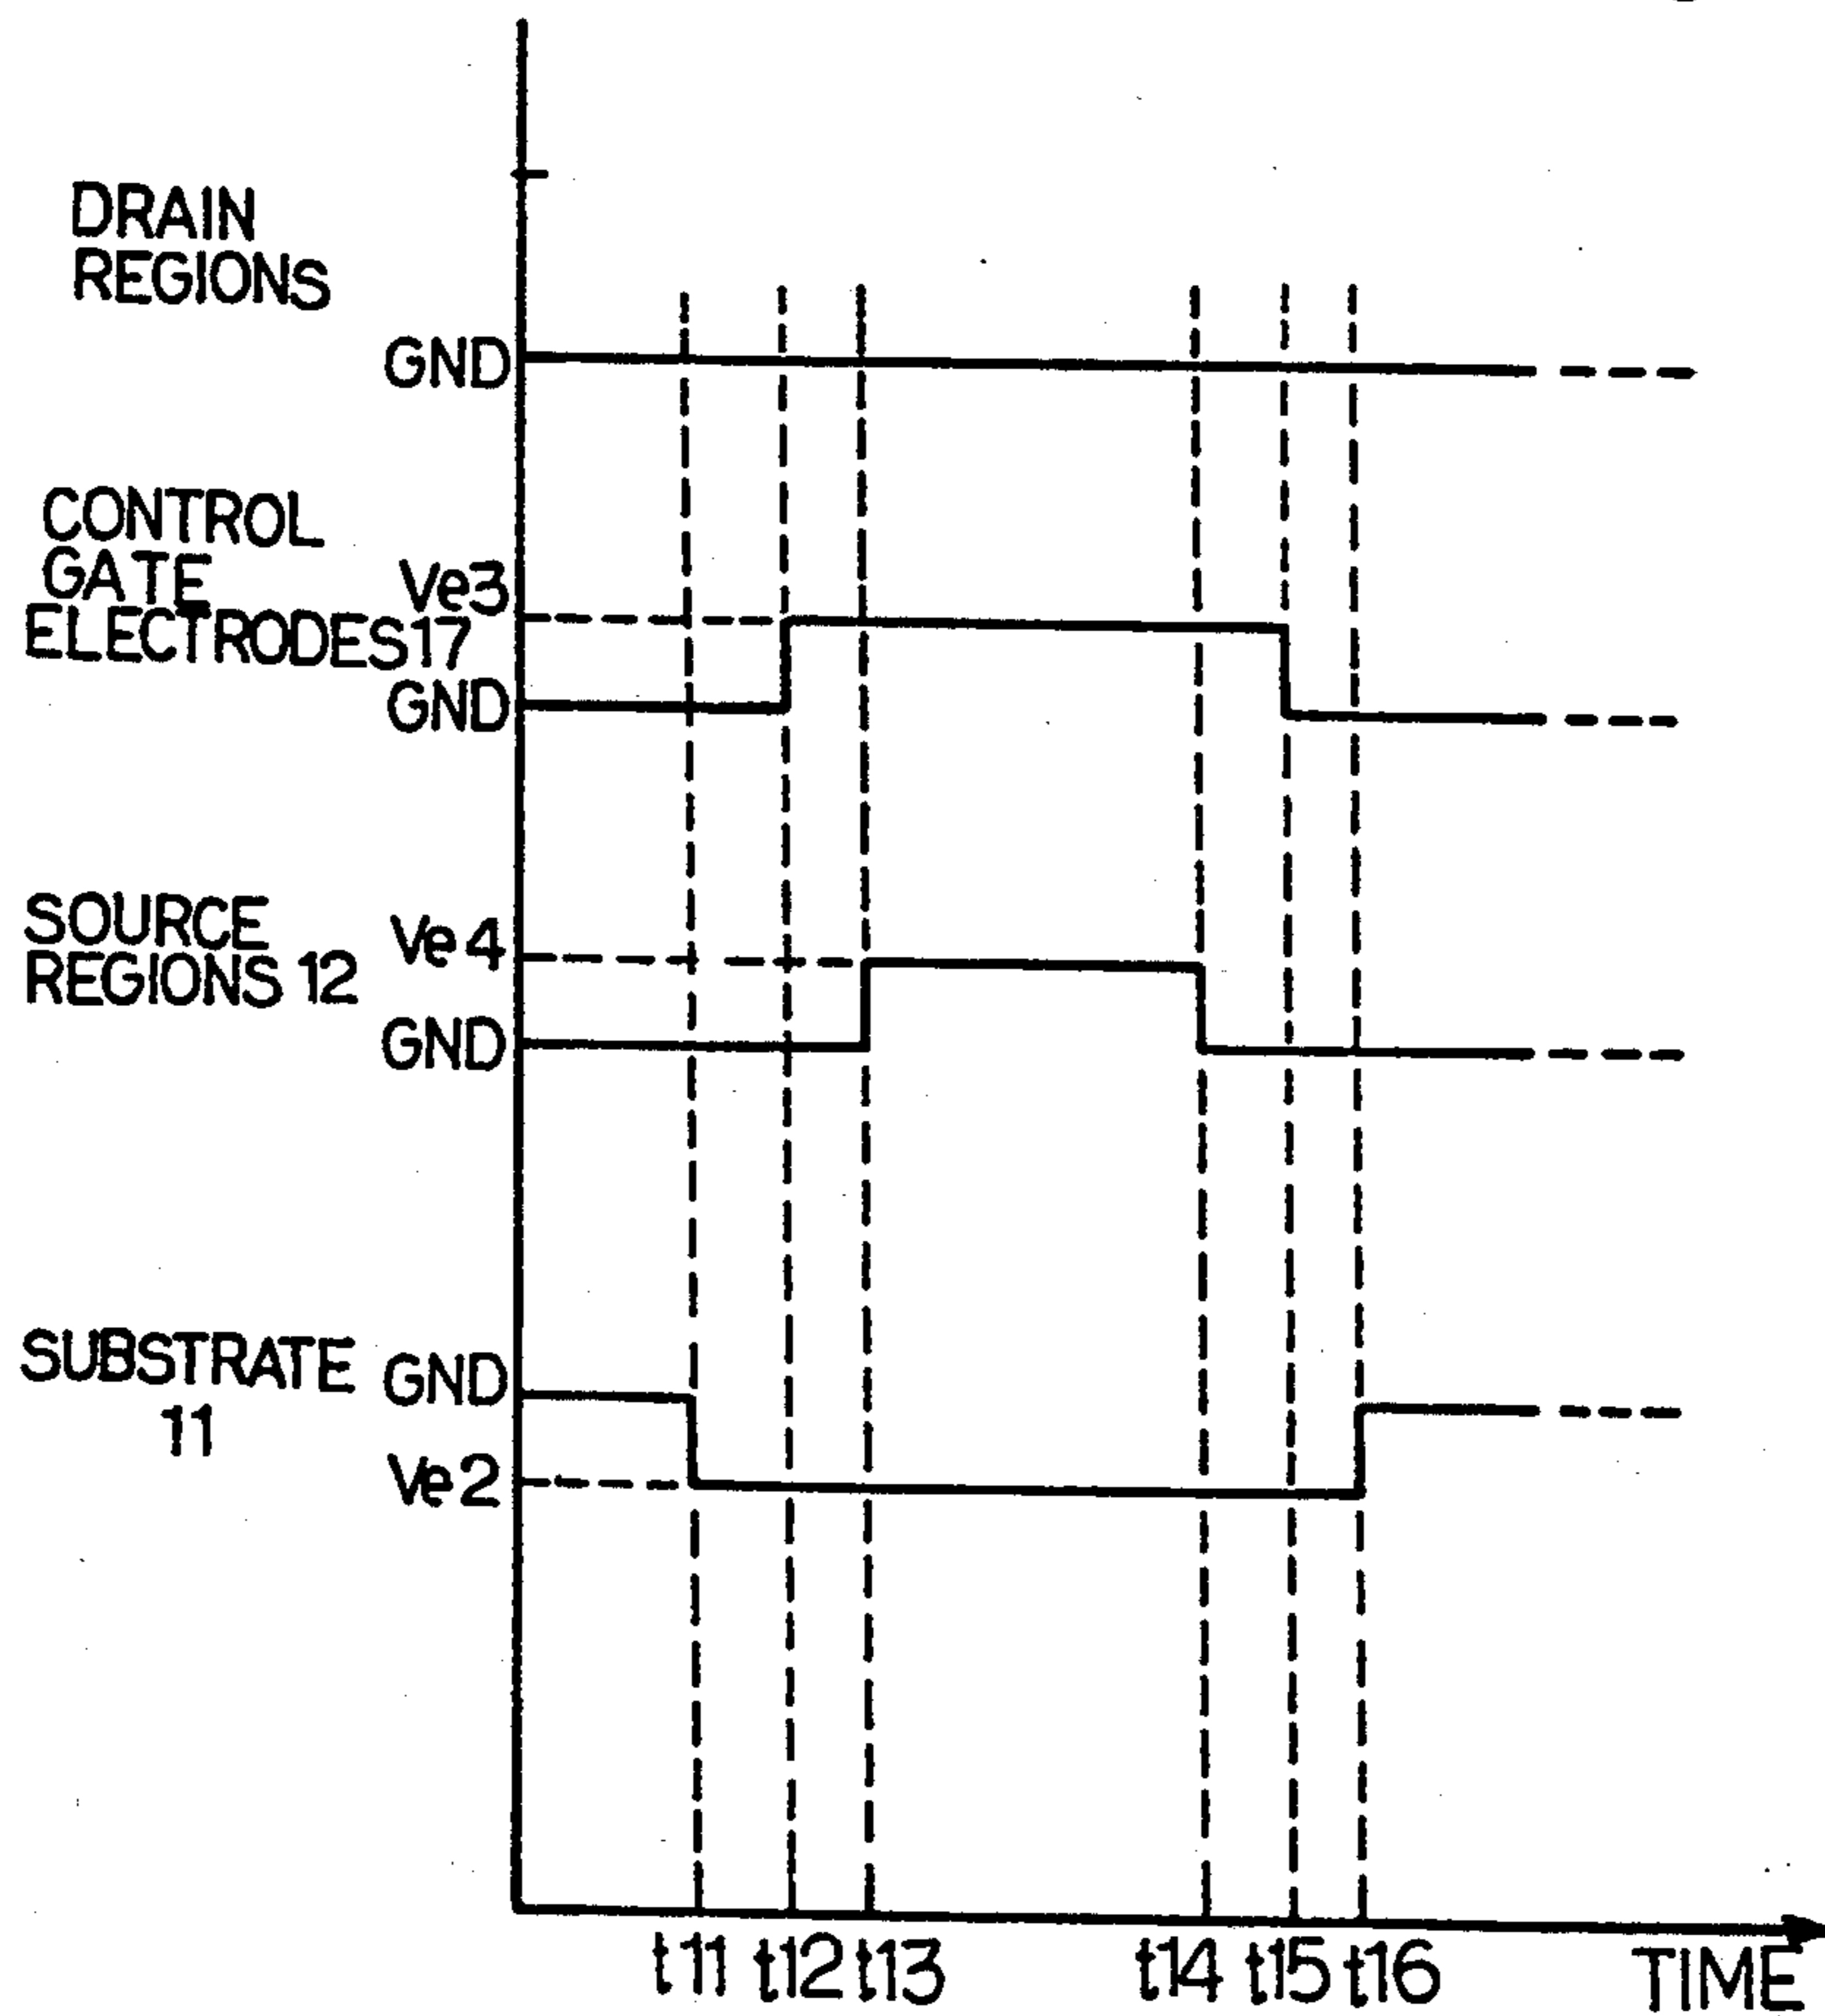 DRAIN
REGIONS
GND
CONTROL
GATE
ELECTRODES17
Ve3
GND
SOURCE
REGIONS 12
Ve4
GND
SUBSTRATE
11
GND
Ve2
t11 t12 t13 t14 t15 t16 TIME